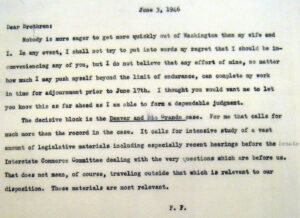 June 3, 1946
Dear Brethren:
Nobody is more eager to get more quickly out of Washington than my wife and
I. In any event, I shall not try to put into words my regret that I should be in-
conveniencing any of you, but I do not believe that any effort of mine, no matter
how much I may push myself beyond the limit of endurance, can complete my work
in time for adjournment prior to June 17th. I thought you would want me to let
you know this as far ahead as I am able to form a dependable judgment.
The decisive block is the Denver and Rio Grande case. For me that calls for
much more than the record in the case. It calls for intensive study of a vast
amount of legislative materials including especially recent hearings before the Senate
Interstate Commerce Committee dealing with the very questions which are before us.
That does not mean, of course, traveling outside that which is relevant to our
disposition. These materials are most relevant.
F. F.